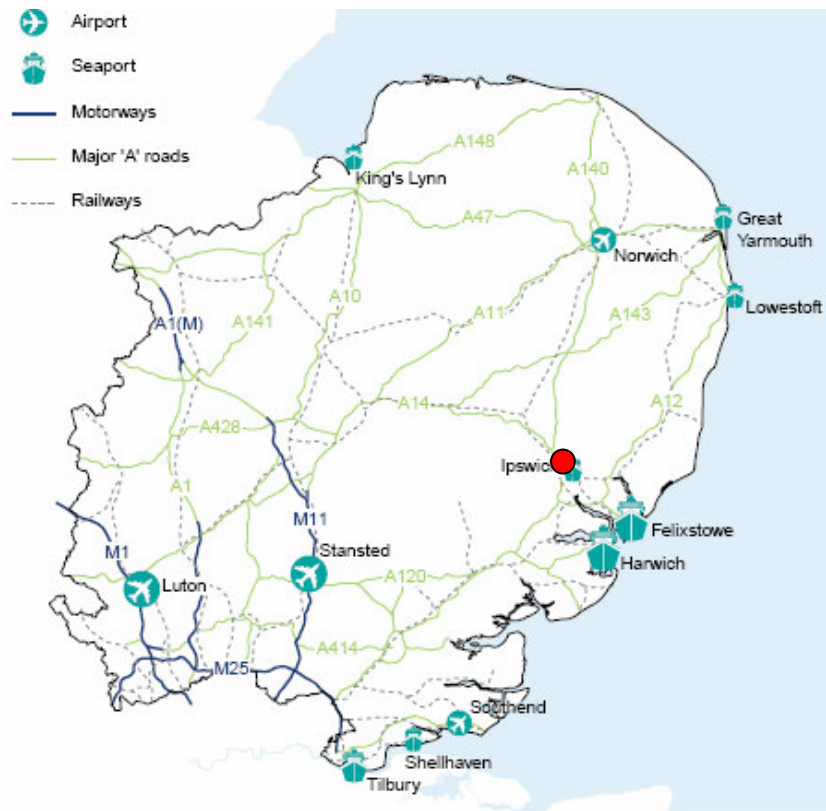 Airport
Seaport
Motorways
Major 'A' roads
Railways
A148
King's Lynn
A140
A47
Great
Yarmouth
Norwich
A10
Lowestoft
A11
A143
A1(M)
A141
A14
A12
A428
Ipswich
A1
M11
Felixstowe
M1
Stansted
Harwich
Luton
A120
A414
M25
Southend
Shellhaven
Tilbury